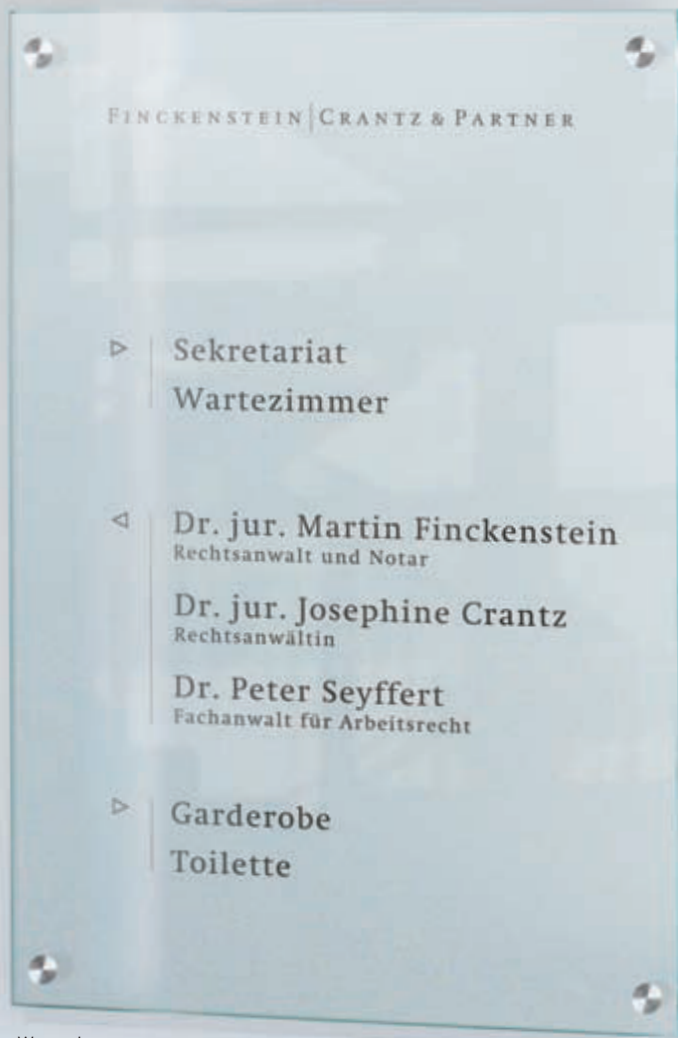 FINCKENSTEIN|CRANTZ & PARTNER
▷ Sekretariat
Wartezimmer
◁ Dr. jur. Martin Finckenstein
Rechtsanwalt und Notar
Dr. jur. Josephine Crantz
Rechtsanwältin
Dr. Peter Seyffert
Fachanwalt für Arbeitsrecht
▷ Garderobe
Toilette